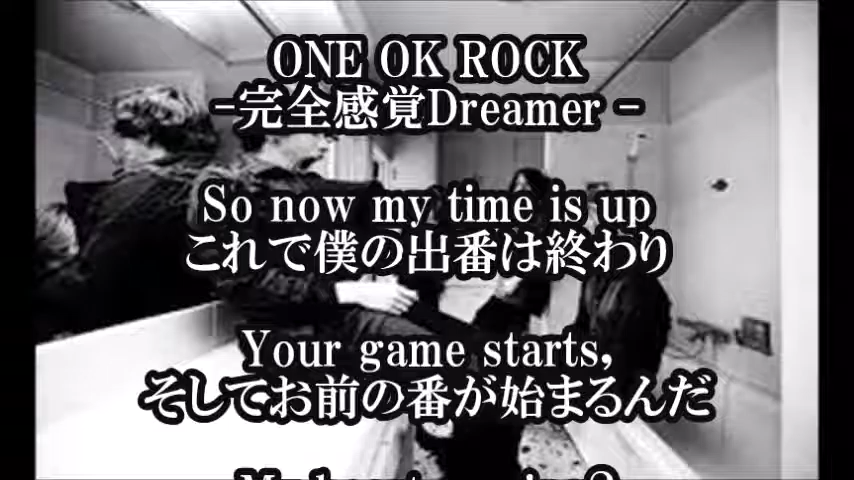 ONE OK ROCK
-完全感覚Dreamer -
So now my time is up
これで僕の出番は終わり
Your game starts,
そしてお前の番が始まるんだ